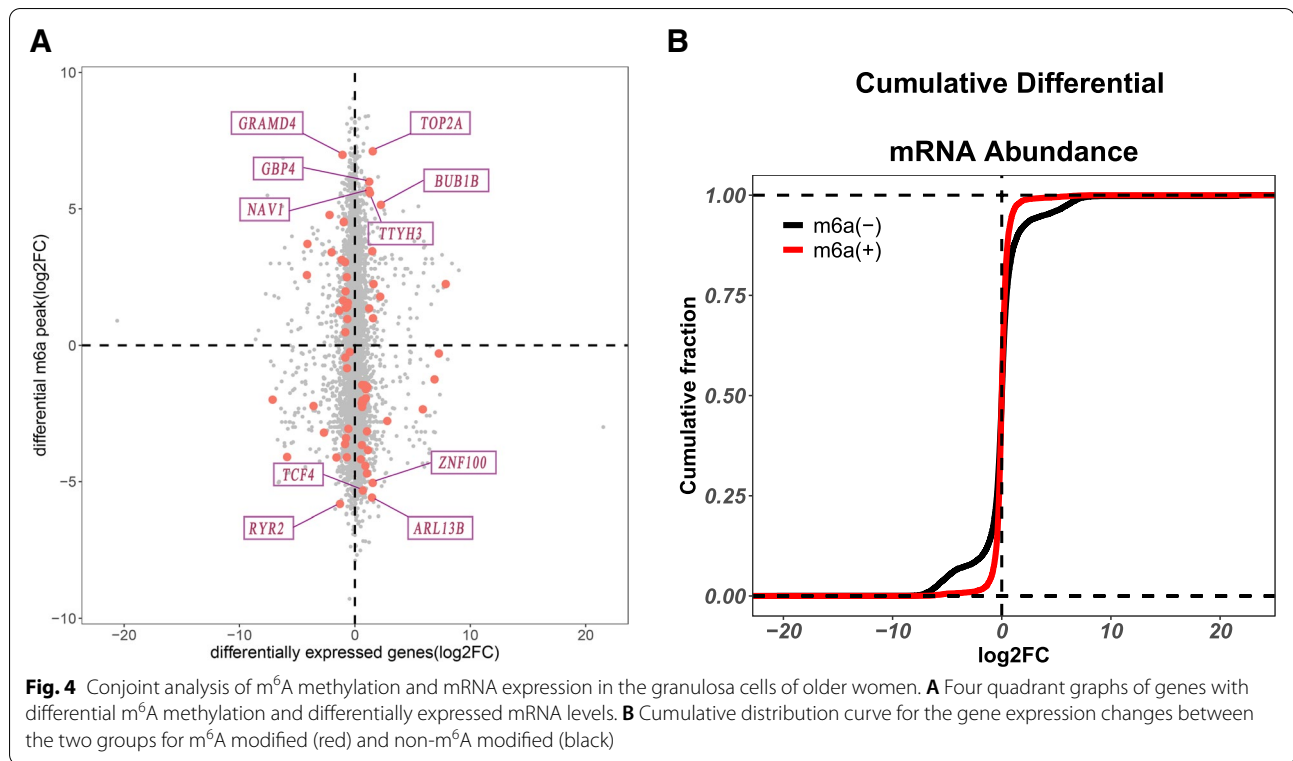 A
10
5
0
−5
−10
−20
−10
0
10
20
differential m6a peak(log2FC)
differentially expressed genes(log2FC)
GRAMD4
TOP2A
GBP4
BUB1B
NAV1
TTYH3
TCF4
ZNF100
RYR2
ARL13B
B
Cumulative Differential
mRNA Abundance
1.00
0.75
0.50
0.25
0.00
m6a(−)
m6a(+)
Cumulative fraction
−20
−10
0
10
20
log2FC
Fig. 4 Conjoint analysis of m⁶A methylation and mRNA expression in the granulosa cells of older women. A Four quadrant graphs of genes with
differential m⁶A methylation and differentially expressed mRNA levels. B Cumulative distribution curve for the gene expression changes between
the two groups for m⁶A modified (red) and non-m⁶A modified (black)